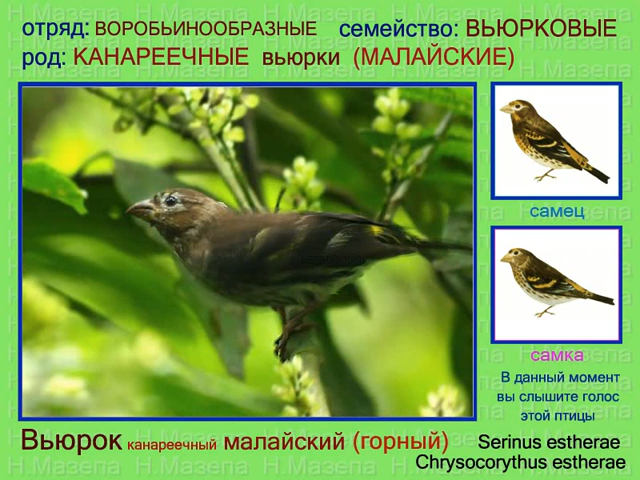 отряд: ВОРОБЬИНООБРАЗНЫЕ семейство: ВЬЮРКОВЫЕ
род: КАНАРЕЕЧНЫЕ вьюрки (МАЛАЙСКИЕ)
самец
самка
В данный момент
вы слышите голос
этой птицы
Вьюрок канареечный малайский (горный) Serinus estherae
Chrysocorythus estherae
Н.Мазепа